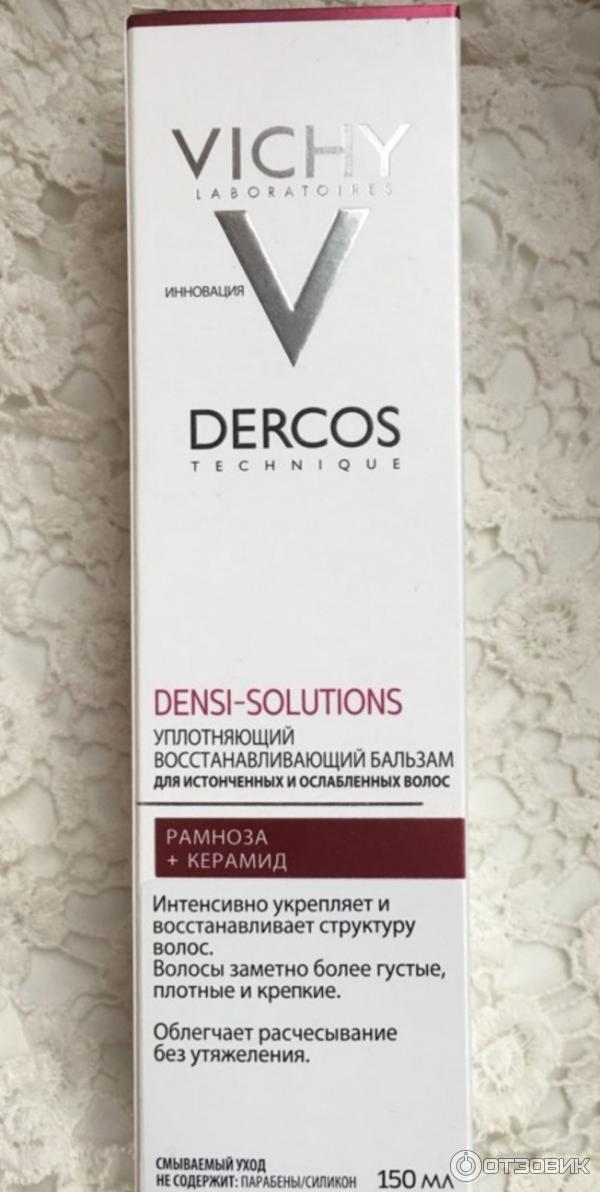 VICHY
LABORATOIRES
V
ИННОВАЦИЯ
DERCOS
TECHNIQUE
DENSI-SOLUTIONS
УПЛОТНЯЮЩИЙ
ВОССТАНАВЛИВАЮЩИЙ БАЛЬЗАМ
ДЛЯ ИСТОНЧЕННЫХ И ОСЛАБЛЕННЫХ ВОЛОС
РАМНОЗА
+ КЕРАМИД
Интенсивно укрепляет и
восстанавливает структуру
волос.
Волосы заметно более густые,
плотные и крепкие.
Облегчает расчесывание
без утяжеления.
СМЫВАЕМЫЙ УХОД
НЕ СОДЕРЖИТ: ПАРАБЕНЫ/СИЛИКОН 150 МЛ
ОТЗОВИК